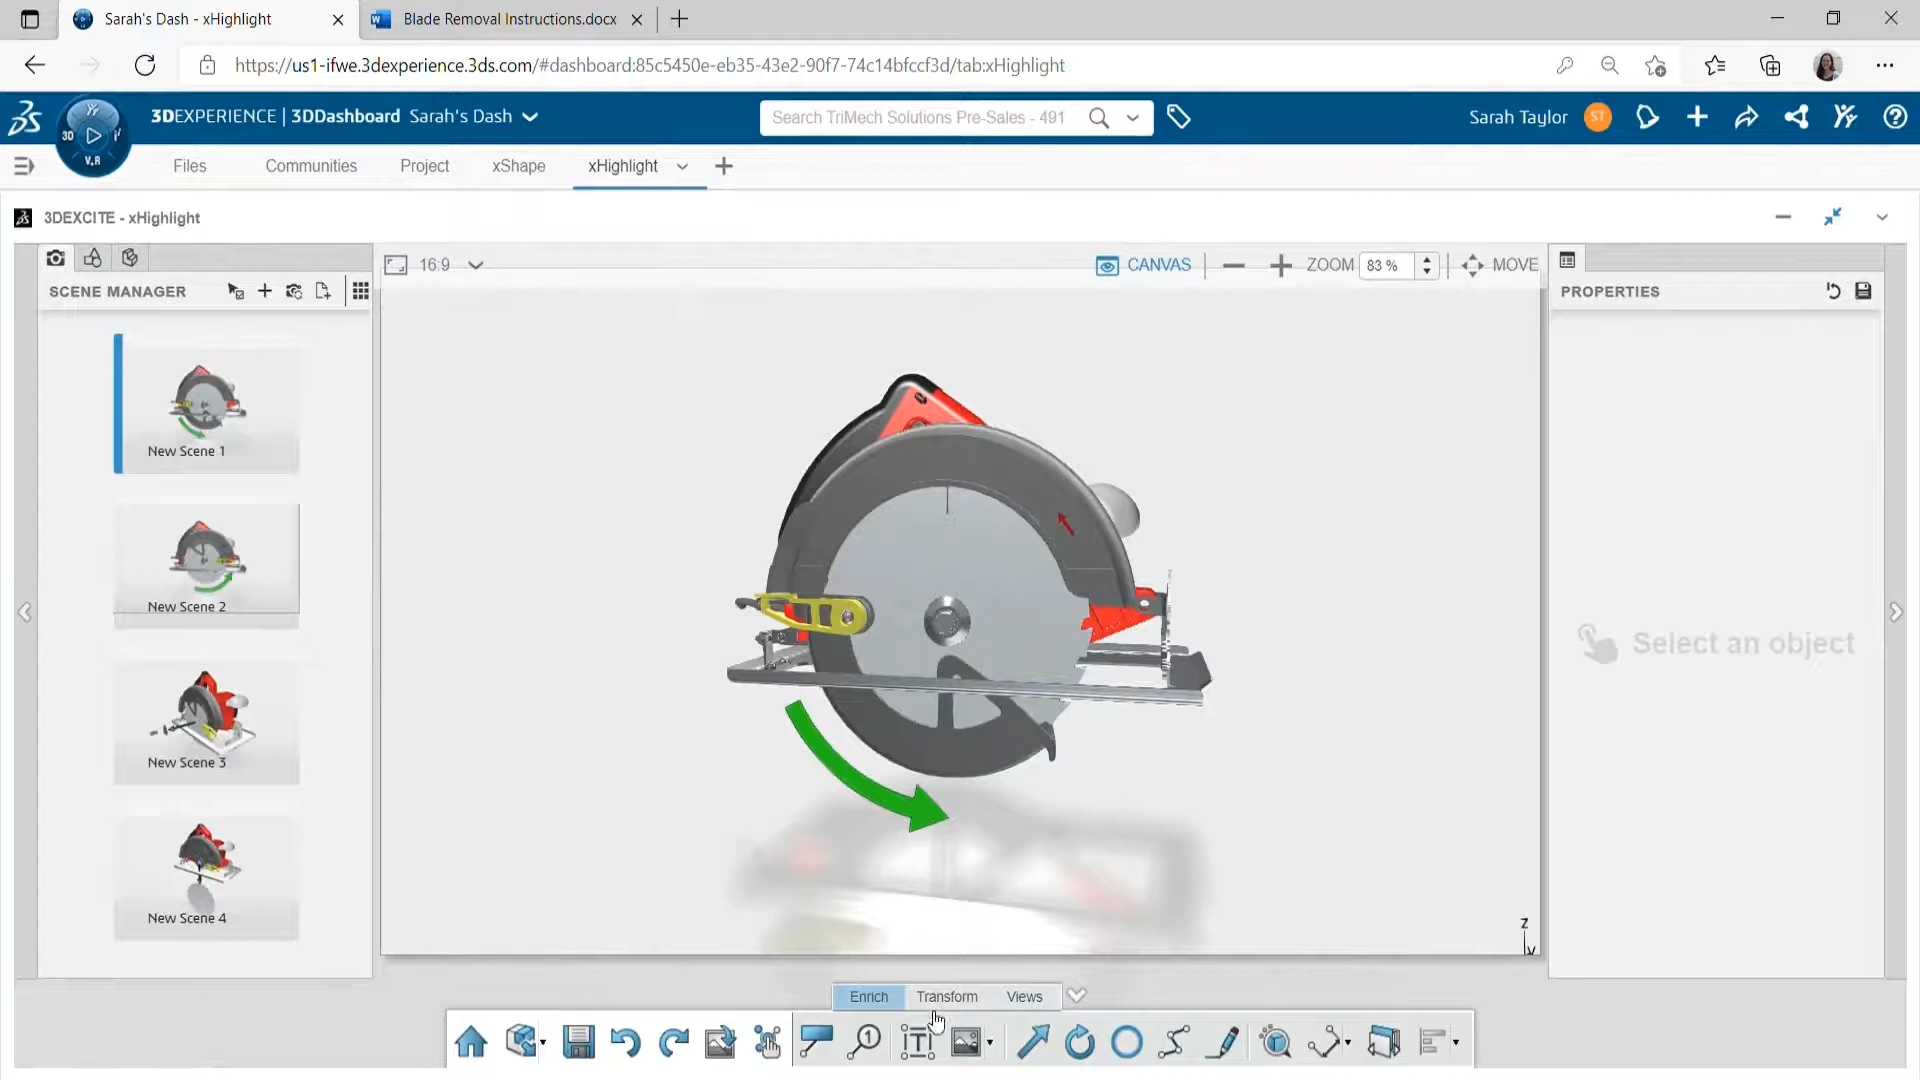 Sarah's Dash - xHighlight
Blade Removal Instructions.docx
https://us1-ifwe.3dexperience.3ds.com/#dashboard:85c5450e-eb35-43e2-90f7-74c14bfccf3d/tab:xHighlight
3D
V,R
3DEXPERIENCE | 3DDashboard Sarah's Dash
Search TriMech Solutions Pre-Sales - 491
Sarah Taylor ST
Files Communities Project xShape xHighlight
3DEXCITE - xHighlight
16:9 CANVAS ZOOM 83 % MOVE
SCENE MANAGER
PROPERTIES
New Scene 1
New Scene 2
New Scene 3
New Scene 4
Select an object
z
y
Enrich Transform Views
T
1